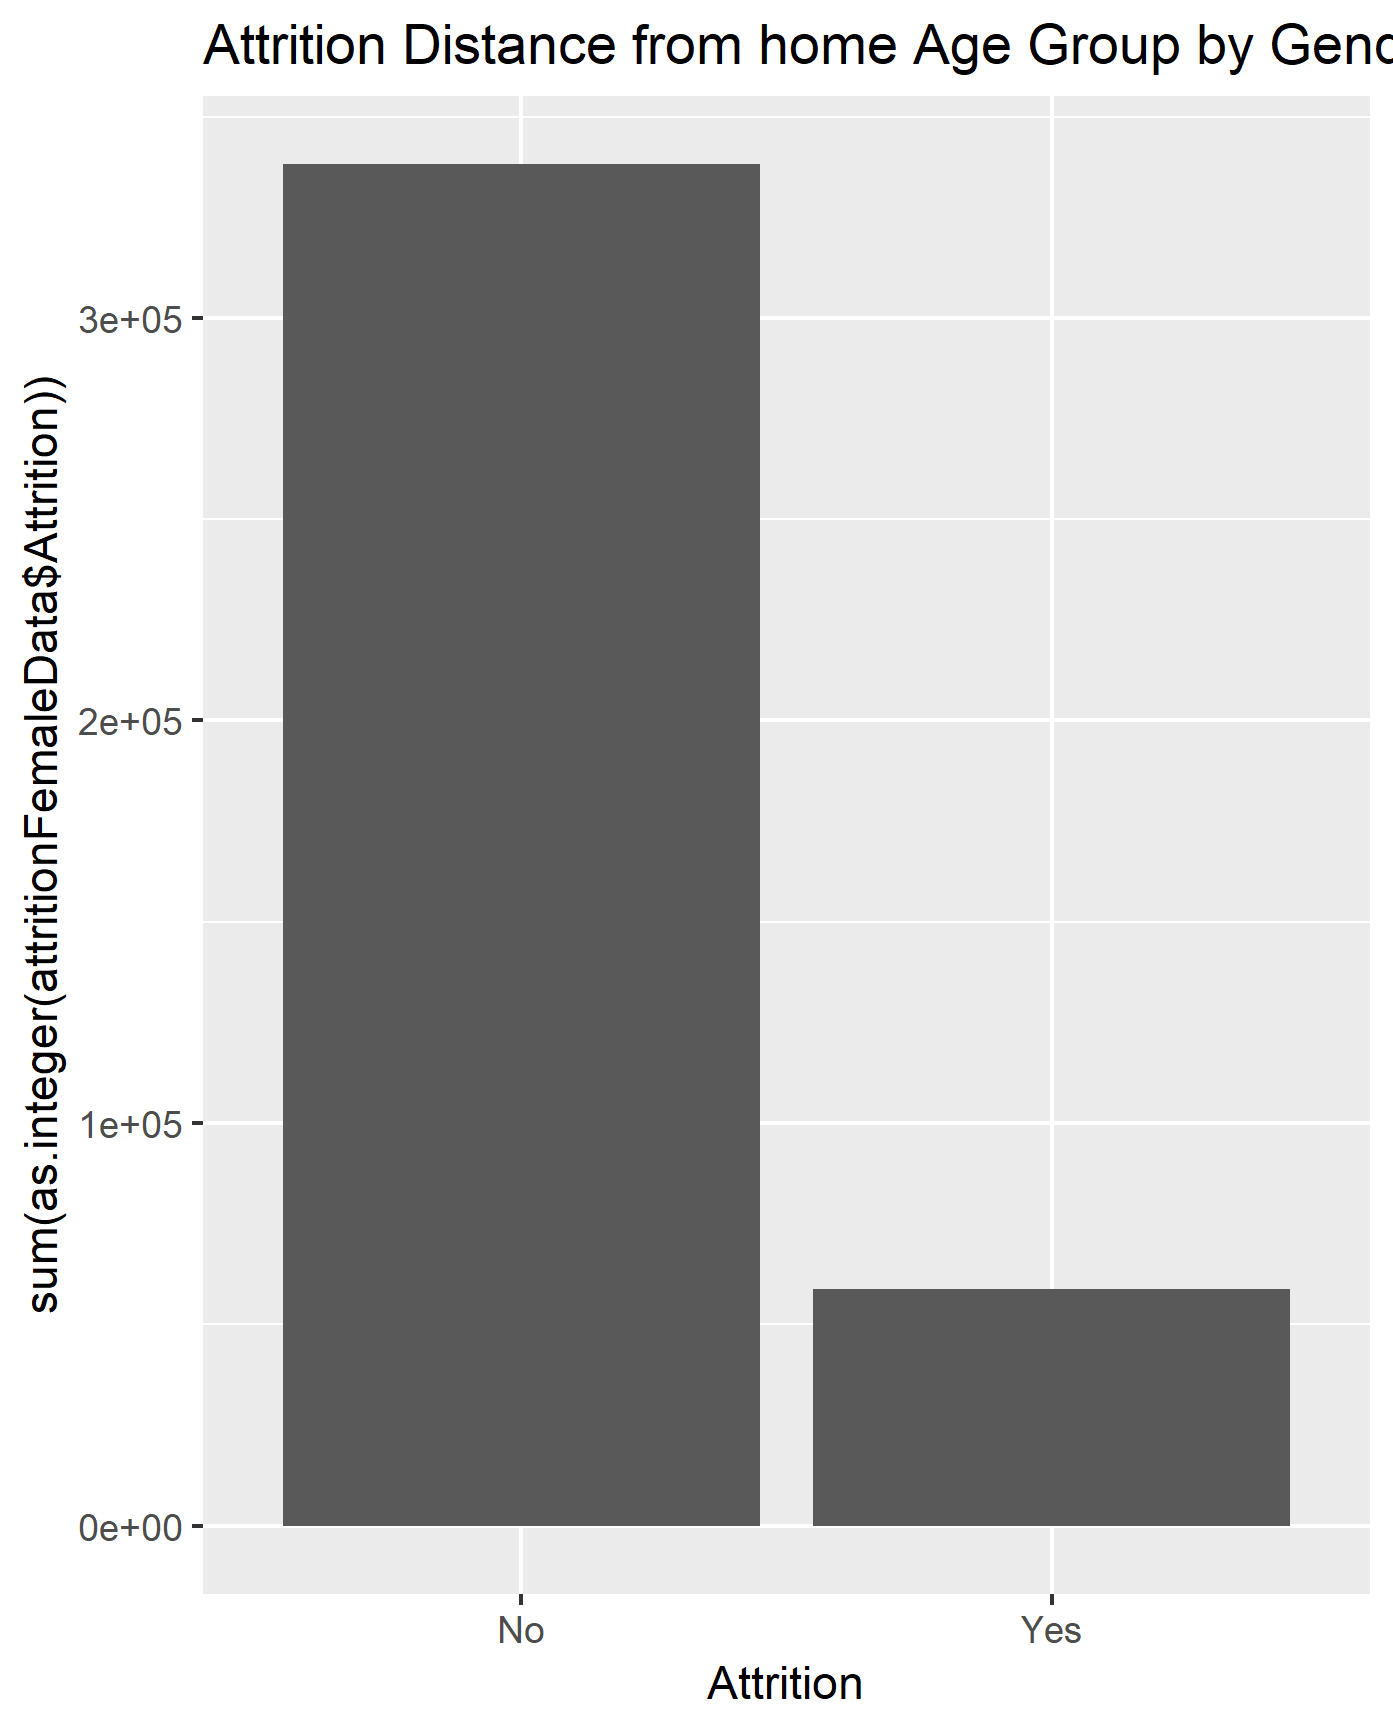 Attrition Distance from home Age Group by Gend
sum(as.integer(attritionFemaleData$Attrition))
3e+05
2e+05
1e+05
0e+00
No
Yes
Attrition